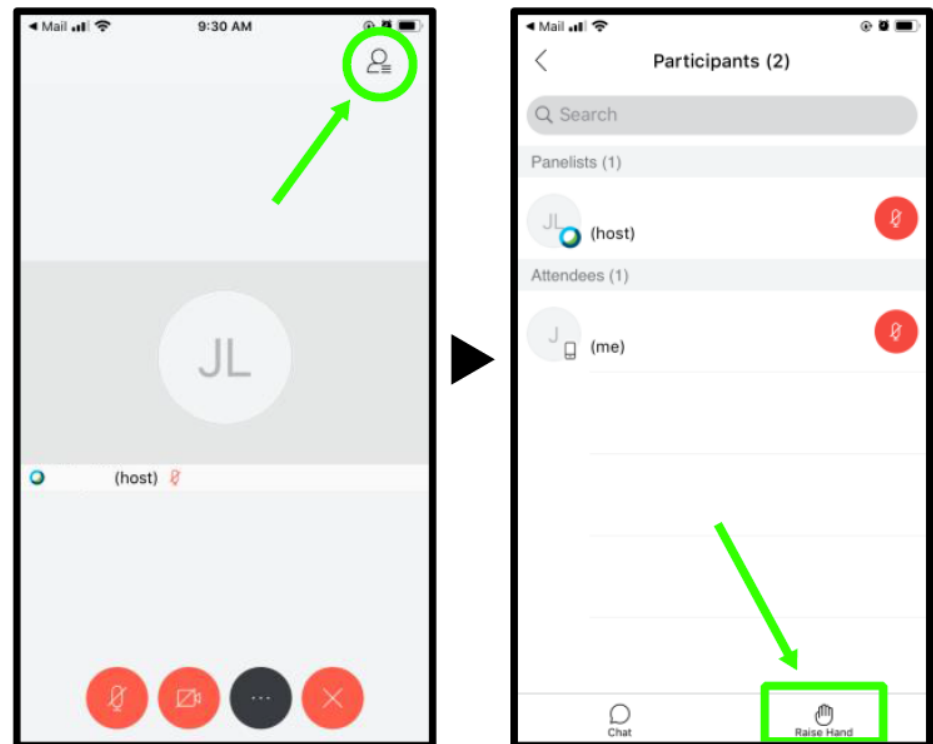 Mail
9:30 AM
JL
(host)
Mail
Participants (2)
Search
Panelists (1)
JL
(host)
Attendees (1)
J
(me)
Chat
Raise Hand